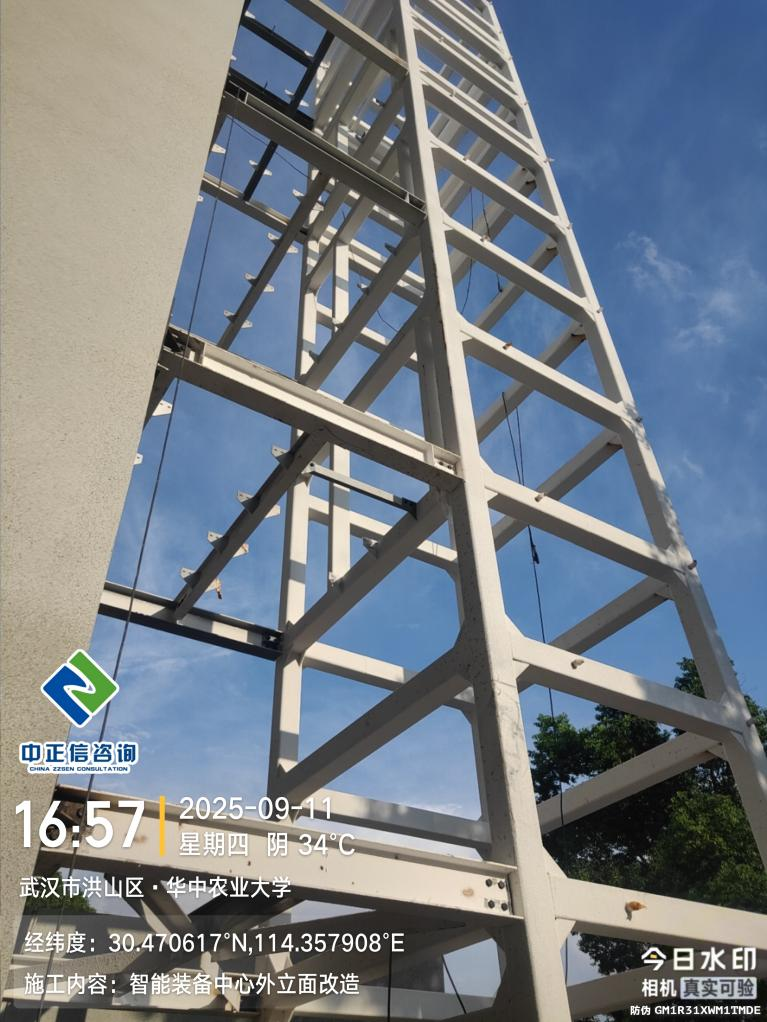 中正信咨询
CHINA ZZSEN CONSULTATION
16:57
2025-09-11
星期四 阴 34℃
武汉市洪山区·华中农业大学
经纬度：30.470617°N,114.357908°E
施工内容：智能装备中心外立面改造
今日水印
相机 真实可验
防伪 GM1R31XWM1TMDE